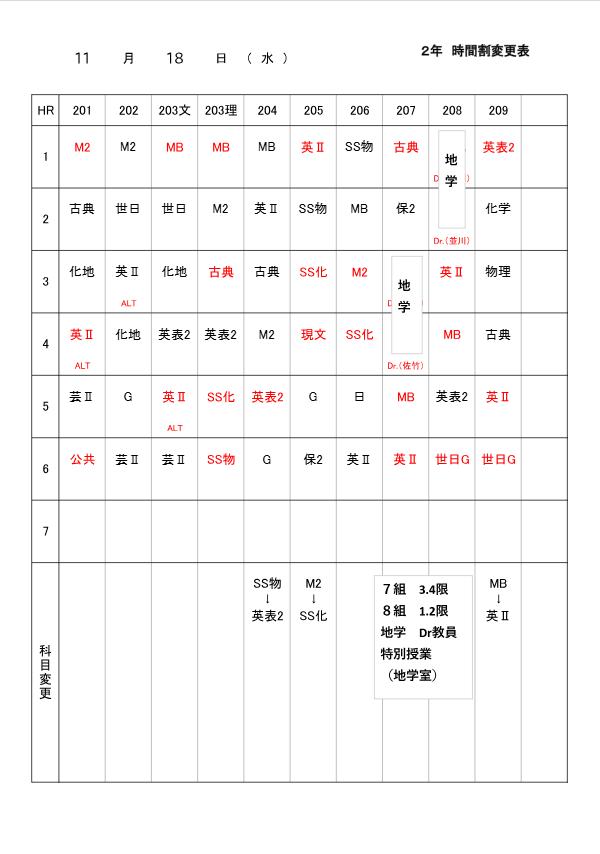 11 月 18 日 （ 水 ）
2年 時間割変更表
HR 201 202 203文 203理 204 205 206 207 208 209
1 M2 M2 MB MB MB 英Ⅱ SS物 古典 地学 英表2
2 古典 世日 世日 M2 英Ⅱ SS物 MB 保2 化学
Dr.（並川）
3 化地 英Ⅱ 化地 古典 古典 SS化 M2 地学 英Ⅱ 物理
ALT
4 英Ⅱ 化地 英表2 英表2 M2 現文 SS化 MB 古典
ALT Dr.（佐竹）
5 芸Ⅱ G 英Ⅱ SS化 英表2 G 日 MB 英表2 英Ⅱ
ALT
6 公共 芸Ⅱ 芸Ⅱ SS物 G 保2 英Ⅱ 英Ⅱ 世日G 世日G
7
科目変更
SS物 M2 MB
↓ ↓ ↓
英表2 SS化 英Ⅱ
７組 3.4限
８組 1.2限
地学 Dr教員
特別授業
（地学室）